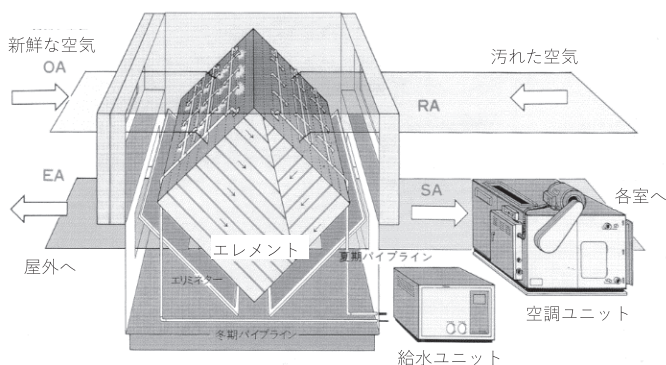 新鮮な空気
OA
汚れた空気
RA
EA
SA
各室へ
屋外へ
エレメント
エリミネター
夏期パイプライン
冬期パイプライン
給水ユニット
空調ユニット